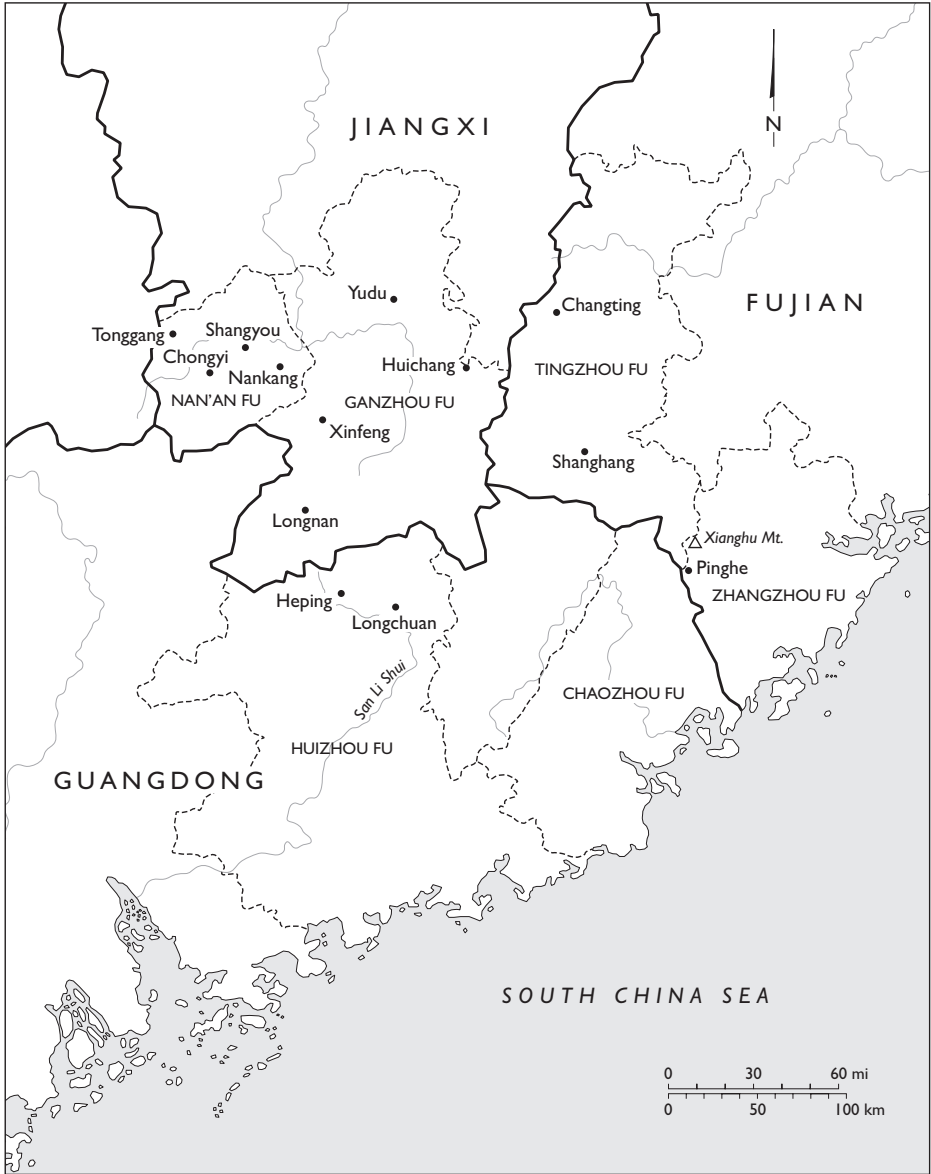 JIANGXI
N
Yudu
Changting
FUJIAN
Tonggang
Shangyou
Chongyi
Huichang
TINGZHOU FU
Nankang
NAN'AN FU
GANZHOU FU
Xinfeng
Shanghang
Longnan
Xianghu Mt.
Pinghe
ZHANGZHOU FU
Heping
Longchuan
San Li Shui
CHAOZHOU FU
HUIZHOU FU
GUANGDONG
SOUTH CHINA SEA
0 30 60 mi
0 50 100 km